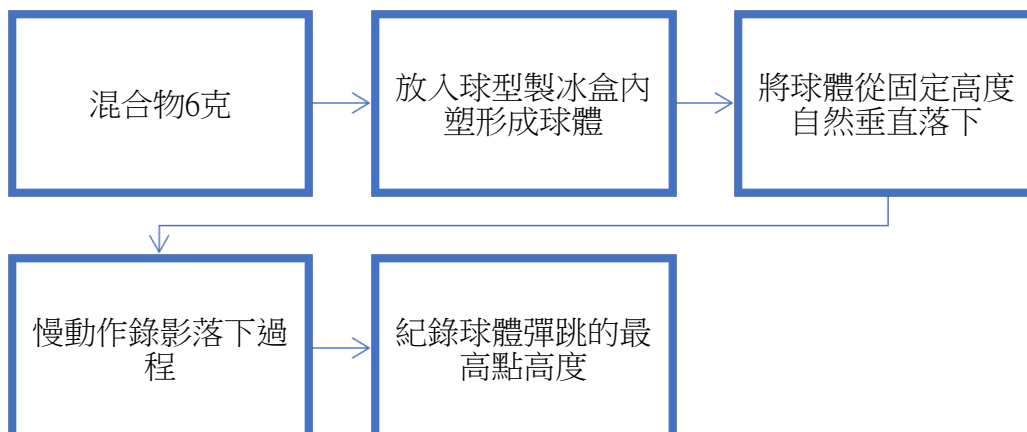 混合物6克
放入球型製冰盒內
塑形成球體
將球體從固定高度
自然垂直落下
慢動作錄影落下過
程
紀錄球體彈跳的最
高點高度